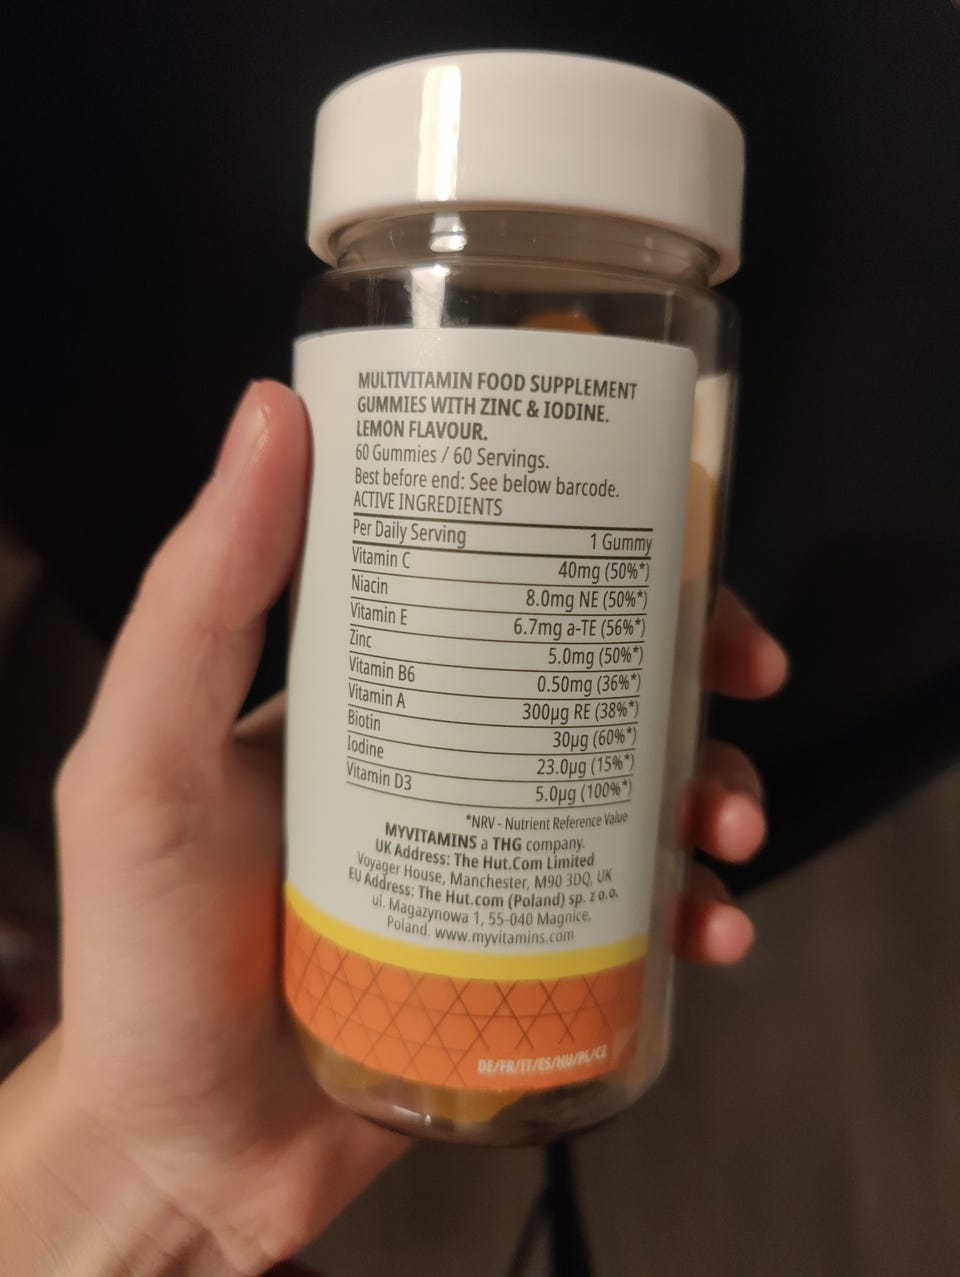 MULTIVITAMIN FOOD SUPPLEMENT
GUMMIES WITH ZINC & IODINE.
LEMON FLAVOUR.
60 Gummies / 60 Servings.
Best before end: See below barcode.
ACTIVE INGREDIENTS
Per Daily Serving 1 Gummy
Vitamin C 40mg (50%*)
Niacin 8.0mg NE (50%*)
Vitamin E 6.7mg a-TE (56%*)
Zinc 5.0mg (50%*)
Vitamin B6 0.50mg (36%*)
Vitamin A 300µg RE (38%*)
Biotin 30µg (60%*)
Iodine 23.0µg (15%*)
Vitamin D3 5.0µg (100%*)
*NRV - Nutrient Reference Value
MYVITAMINS a THG company.
UK Address: The Hut.Com Limited
Voyager House, Manchester, M90 3DQ, UK
EU Address: The Hut.com (Poland) sp. z o.o.
ul. Magazynowa 1, 55-040 Magnice,
Poland. www.myvitamins.com
DE/FR/IT/ES/HU/PL/CZ